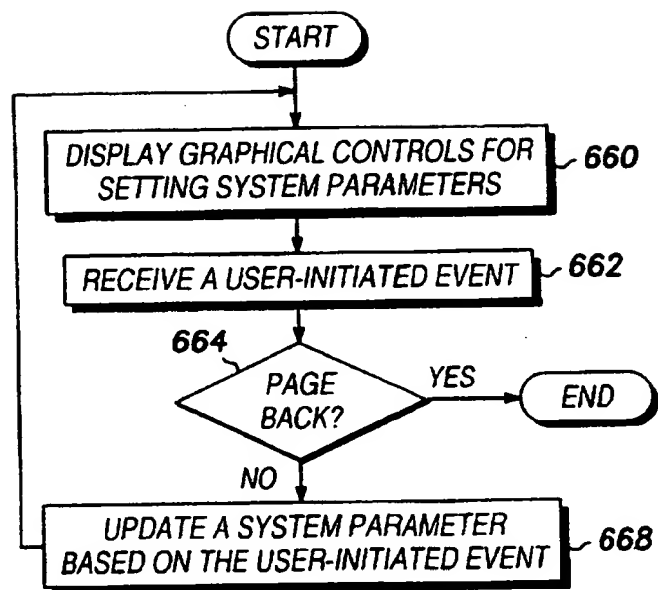 START
DISPLAY GRAPHICAL CONTROLS FOR
SETTING SYSTEM PARAMETERS
660
RECEIVE A USER-INITIATED EVENT
662
664
PAGE
BACK?
YES
END
NO
UPDATE A SYSTEM PARAMETER
BASED ON THE USER-INITIATED EVENT
668